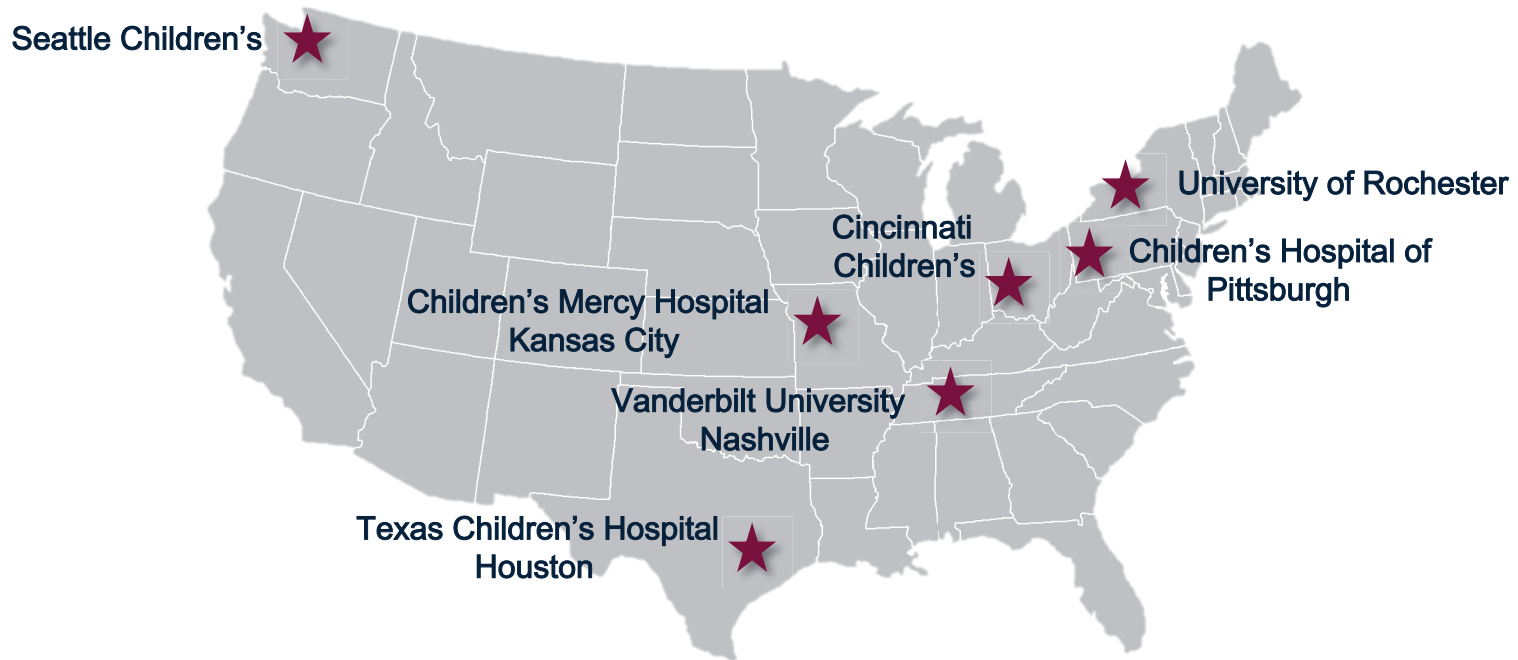 Seattle Children’s
University of Rochester
Cincinnati
Children’s
Children’s Hospital of
Pittsburgh
Children’s Mercy Hospital
Kansas City
Vanderbilt University
Nashville
Texas Children’s Hospital
Houston